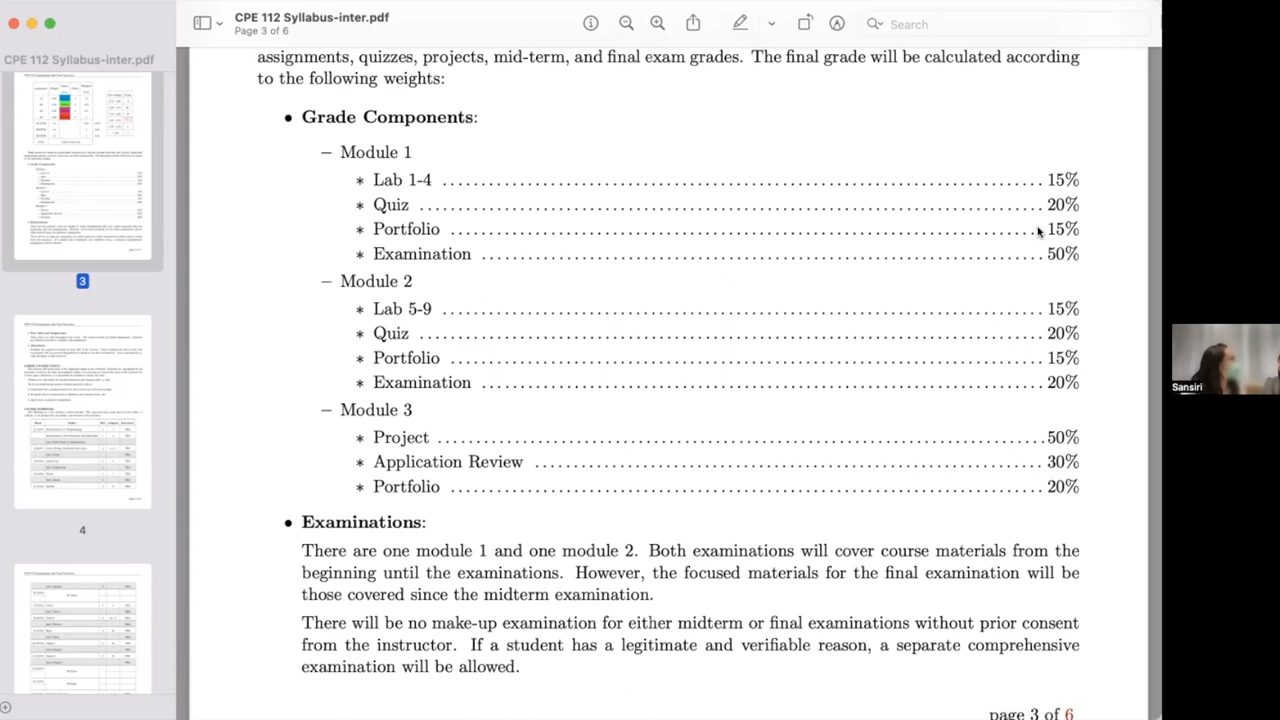 CPE 112 Syllabus-inter.pdf
Page 3 of 6
Search
CPE 112 Syllabus-inter.pdf
3
4
assignments, quizzes, projects, mid-term, and final exam grades. The final grade will be calculated according
to the following weights:
• Grade Components:
– Module 1
∗ Lab 1-4 ........................................ 15%
∗ Quiz ........................................ 20%
∗ Portfolio ........................................ 15%
∗ Examination ........................................ 50%
– Module 2
∗ Lab 5-9 ........................................ 15%
∗ Quiz ........................................ 20%
∗ Portfolio ........................................ 15%
∗ Examination ........................................ 20%
– Module 3
∗ Project ........................................ 50%
∗ Application Review ........................................ 30%
∗ Portfolio ........................................ 20%
• Examinations:
There are one module 1 and one module 2. Both examinations will cover course materials from the
beginning until the examinations. However, the focused materials for the final examination will be
those covered since the midterm examination.
There will be no make-up examination for either midterm or final examinations without prior consent
from the instructor. If a student has a legitimate and verifiable reason, a separate comprehensive
examination will be allowed.
page 3 of 6
Sansiri